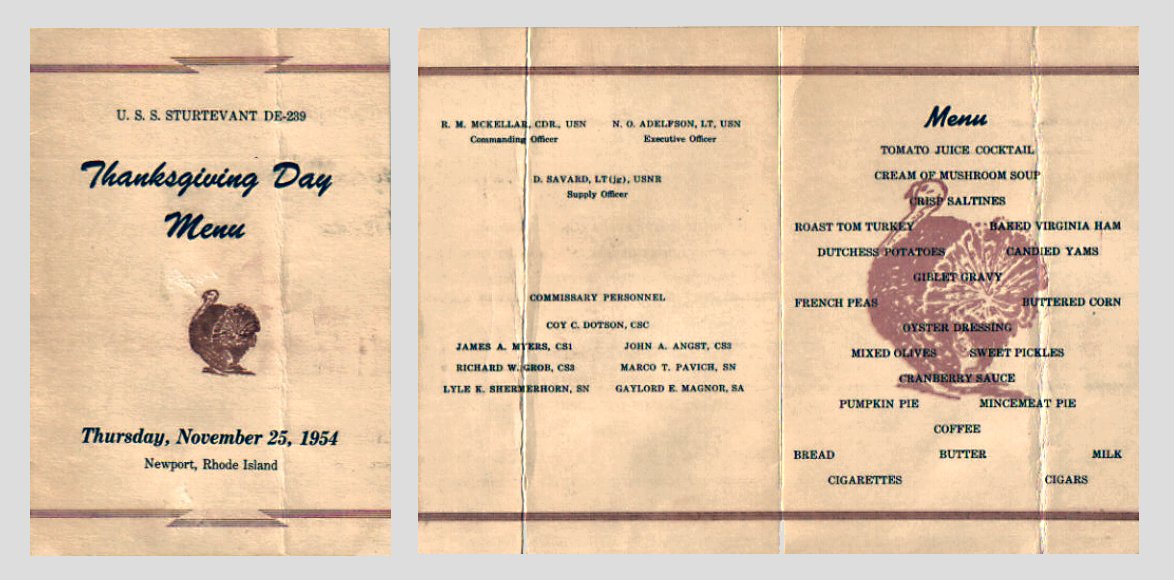 U. S. S. STURTEVANT DE-239
Thanksgiving Day
Menu
Thursday, November 25, 1954
Newport, Rhode Island
R. M. MCKELLAR, CDR., USN N. O. ADELFSON, LT, USN
Commanding Officer Executive Officer
D. SAVARD, LT(jg), USNR
Supply Officer
COMMISSARY PERSONNEL
COY C. DOTSON, CSC
JAMES A. MYERS, CS1 JOHN A. ANGST, CS3
RICHARD W. GROB, CS3 MARCO T. PAVICH, SN
LYLE K. SHERMERHORN, SN GAYLORD E. MAGNOR, SA
Menu
TOMATO JUICE COCKTAIL
CREAM OF MUSHROOM SOUP
CRISP SALTINES
ROAST TOM TURKEY BAKED VIRGINIA HAM
DUTCHESS POTATOES CANDIED YAMS
GIBLET GRAVY
FRENCH PEAS BUTTERED CORN
OYSTER DRESSING
MIXED OLIVES SWEET PICKLES
CRANBERRY SAUCE
PUMPKIN PIE MINCEMEAT PIE
COFFEE
BREAD BUTTER MILK
CIGARETTES CIGARS